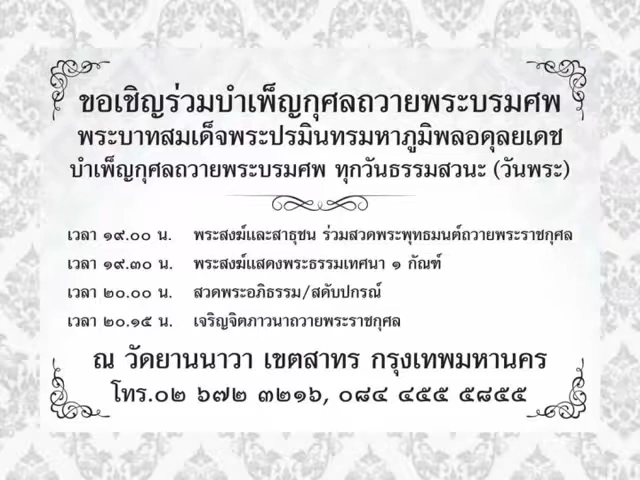 ขอเชิญร่วมบำเพ็ญกุศลถวายพระบรมศพ
พระบาทสมเด็จพระปรมินทรมหาภูมิพลอดุลยเดช
บำเพ็ญกุศลถวายพระบรมศพ ทุกวันธรรมสวนะ (วันพระ)
เวลา ๑๙.๐๐ น. พระสงฆ์และสาธุชน ร่วมสวดพระพุทธมนต์ถวายพระราชกุศล
เวลา ๑๙.๓๐ น. พระสงฆ์แสดงพระธรรมเทศนา ๑ กัณฑ์
เวลา ๒๐.๐๐ น. สวดพระอภิธรรม/สดับปกรณ์
เวลา ๒๐.๑๕ น. เจริญจิตภาวนาถวายพระราชกุศล
ณ วัดยานนาวา เขตสาทร กรุงเทพมหานคร
โทร.๐๒ ๖๗๒ ๓๒๑๖, ๐๘๔ ๔๕๕ ๕๘๕๕